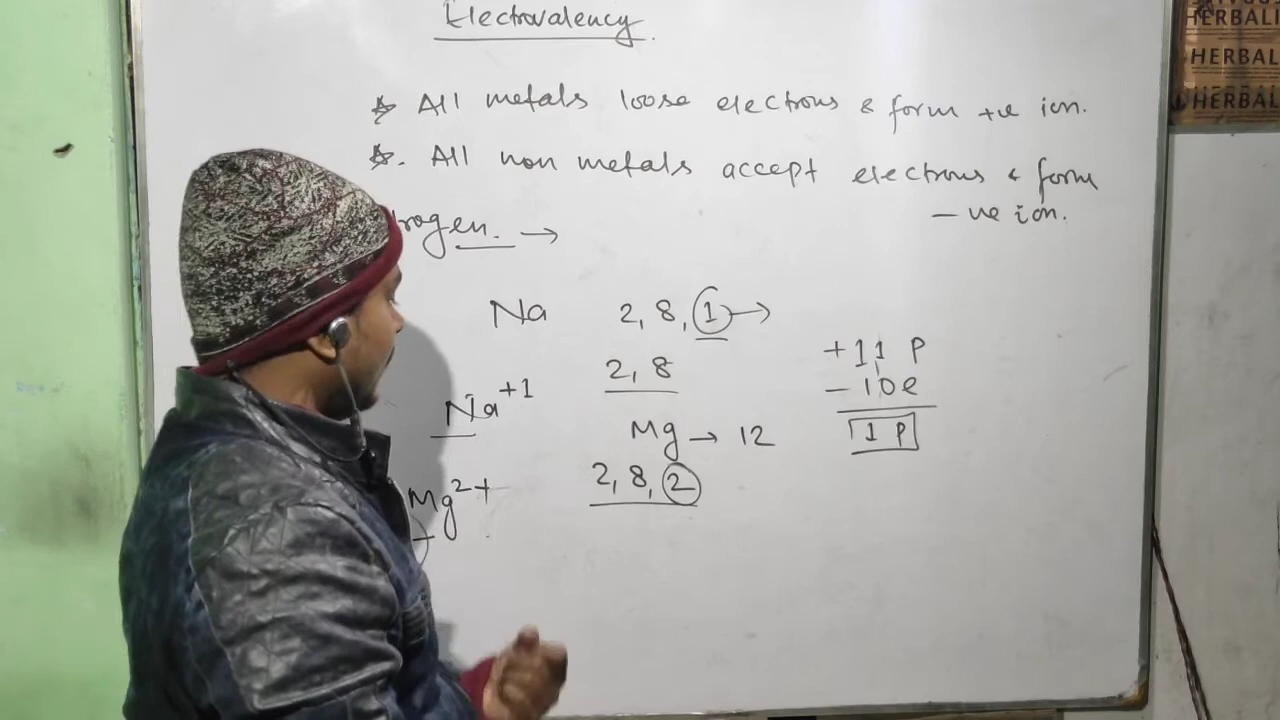 Electrovalency
☆ All metals loose electrons & form +ve ion.
☆. All non metals accept electrons & form
-ve ion.
rogen. →
Na 2, 8, 1 →
2, 8
+11 P
- 10e
1 P
Na+1
Mg → 12
Mg2+
2, 8, 2
HERBALI
HERBAL
HERBAL